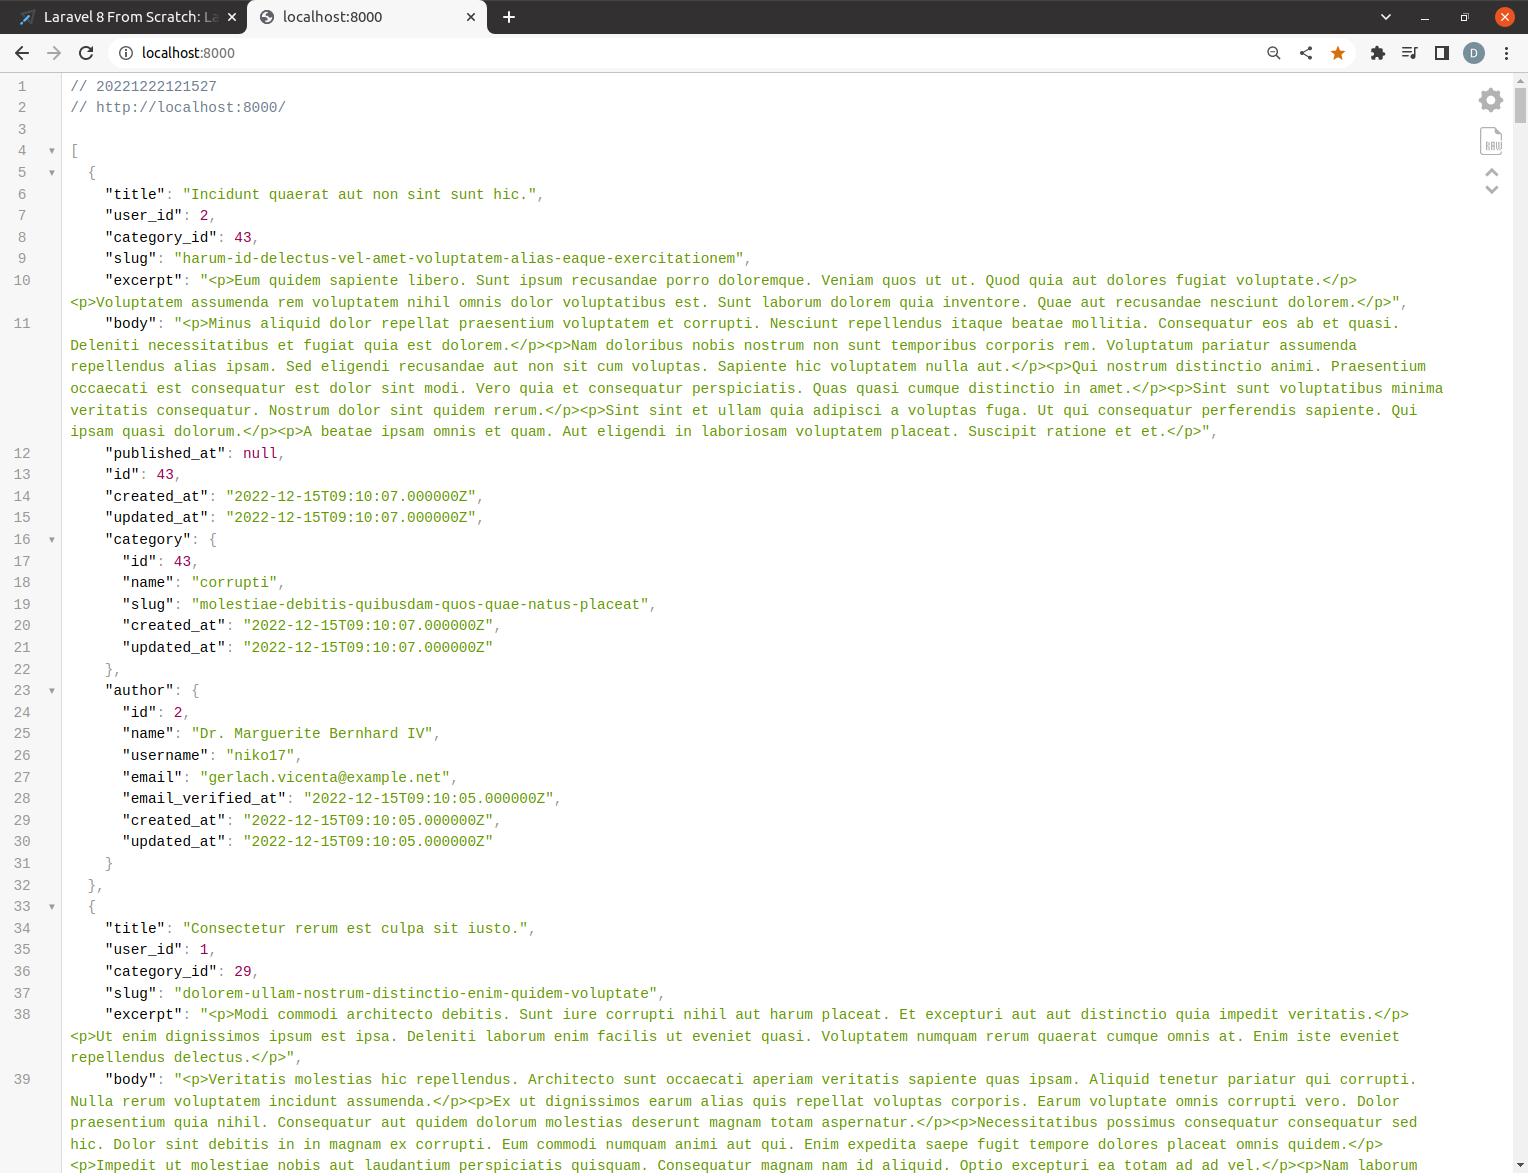 Laravel 8 From Scratch: La
localhost:8000
localhost:8000
D
1 // 20221222121527
2 // http://localhost:8000/
3
4 [
5 {
6 "title": "Incidunt quaerat aut non sint sunt hic.",
7 "user_id": 2,
8 "category_id": 43,
9 "slug": "harum-id-delectus-vel-amet-voluptatem-alias-eaque-exercitationem",
10 "excerpt": "<p>Eum quidem sapiente libero. Sunt ipsum recusandae porro doloremque. Veniam quos ut ut. Quod quia aut dolores fugiat voluptate.</p>
<p>Voluptatem assumenda rem voluptatem nihil omnis dolor voluptatibus est. Sunt laborum dolorem quia inventore. Quae aut recusandae nesciunt dolorem.</p>",
11 "body": "<p>Minus aliquid dolor repellat praesentium voluptatem et corrupti. Nesciunt repellendus itaque beatae mollitia. Consequatur eos ab et quasi.
Deleniti necessitatibus et fugiat quia est dolorem.</p><p>Nam doloribus nobis nostrum non sunt temporibus corporis rem. Voluptatum pariatur assumenda
repellendus alias ipsam. Sed eligendi recusandae aut non sit cum voluptas. Sapiente hic voluptatem nulla aut.</p><p>Qui nostrum distinctio animi. Praesentium
occaecati est consequatur est dolor sint modi. Vero quia et consequatur perspiciatis. Quas quasi cumque distinctio in amet.</p><p>Sint sunt voluptatibus minima
veritatis consequatur. Nostrum dolor sint quidem rerum.</p><p>Sint sint et ullam quia adipisci a voluptas fuga. Ut qui consequatur perferendis sapiente. Qui
ipsam quasi dolorum.</p><p>A beatae ipsam omnis et quam. Aut eligendi in laboriosam voluptatem placeat. Suscipit ratione et et.</p>",
12 "published_at": null,
13 "id": 43,
14 "created_at": "2022-12-15T09:10:07.000000Z",
15 "updated_at": "2022-12-15T09:10:07.000000Z",
16 "category": {
17 "id": 43,
18 "name": "corrupti",
19 "slug": "molestiae-debitis-quibusdam-quos-quae-natus-placeat",
20 "created_at": "2022-12-15T09:10:07.000000Z",
21 "updated_at": "2022-12-15T09:10:07.000000Z"
22 },
23 "author": {
24 "id": 2,
25 "name": "Dr. Marguerite Bernhard IV",
26 "username": "niko17",
27 "email": "gerlach.vicenta@example.net",
28 "email_verified_at": "2022-12-15T09:10:05.000000Z",
29 "created_at": "2022-12-15T09:10:05.000000Z",
30 "updated_at": "2022-12-15T09:10:05.000000Z"
31 }
32 },
33 {
34 "title": "Consectetur rerum est culpa sit iusto.",
35 "user_id": 1,
36 "category_id": 29,
37 "slug": "dolorem-ullam-nostrum-distinctio-enim-quidem-voluptate",
38 "excerpt": "<p>Modi commodi architecto debitis. Sunt iure corrupti nihil aut harum placeat. Et excepturi aut aut distinctio quia impedit veritatis.</p>
<p>Ut enim dignissimos ipsum est ipsa. Deleniti laborum enim facilis ut eveniet quasi. Voluptatem numquam rerum quaerat cumque omnis at. Enim iste eveniet
repellendus delectus.</p>",
39 "body": "<p>Veritatis molestias hic repellendus. Architecto sunt occaecati aperiam veritatis sapiente quas ipsam. Aliquid tenetur pariatur qui corrupti.
Nulla rerum voluptatem incidunt assumenda.</p><p>Ex ut dignissimos earum alias quis repellat voluptas corporis. Earum voluptate omnis corrupti vero. Dolor
praesentium quia nihil. Consequatur aut quidem dolorum molestias deserunt magnam totam aspernatur.</p><p>Necessitatibus possimus consequatur consequatur sed
hic. Dolor sint debitis in in magnam ex corrupti. Eum commodi numquam animi aut qui. Enim expedita saepe fugit tempore dolores placeat omnis quidem.</p>
<p>Impedit ut molestiae nobis aut laudantium perspiciatis quisquam. Consequatur magnam nam id aliquid. Optio excepturi ea totam ad ad vel.</p><p>Nam laborum
RAW